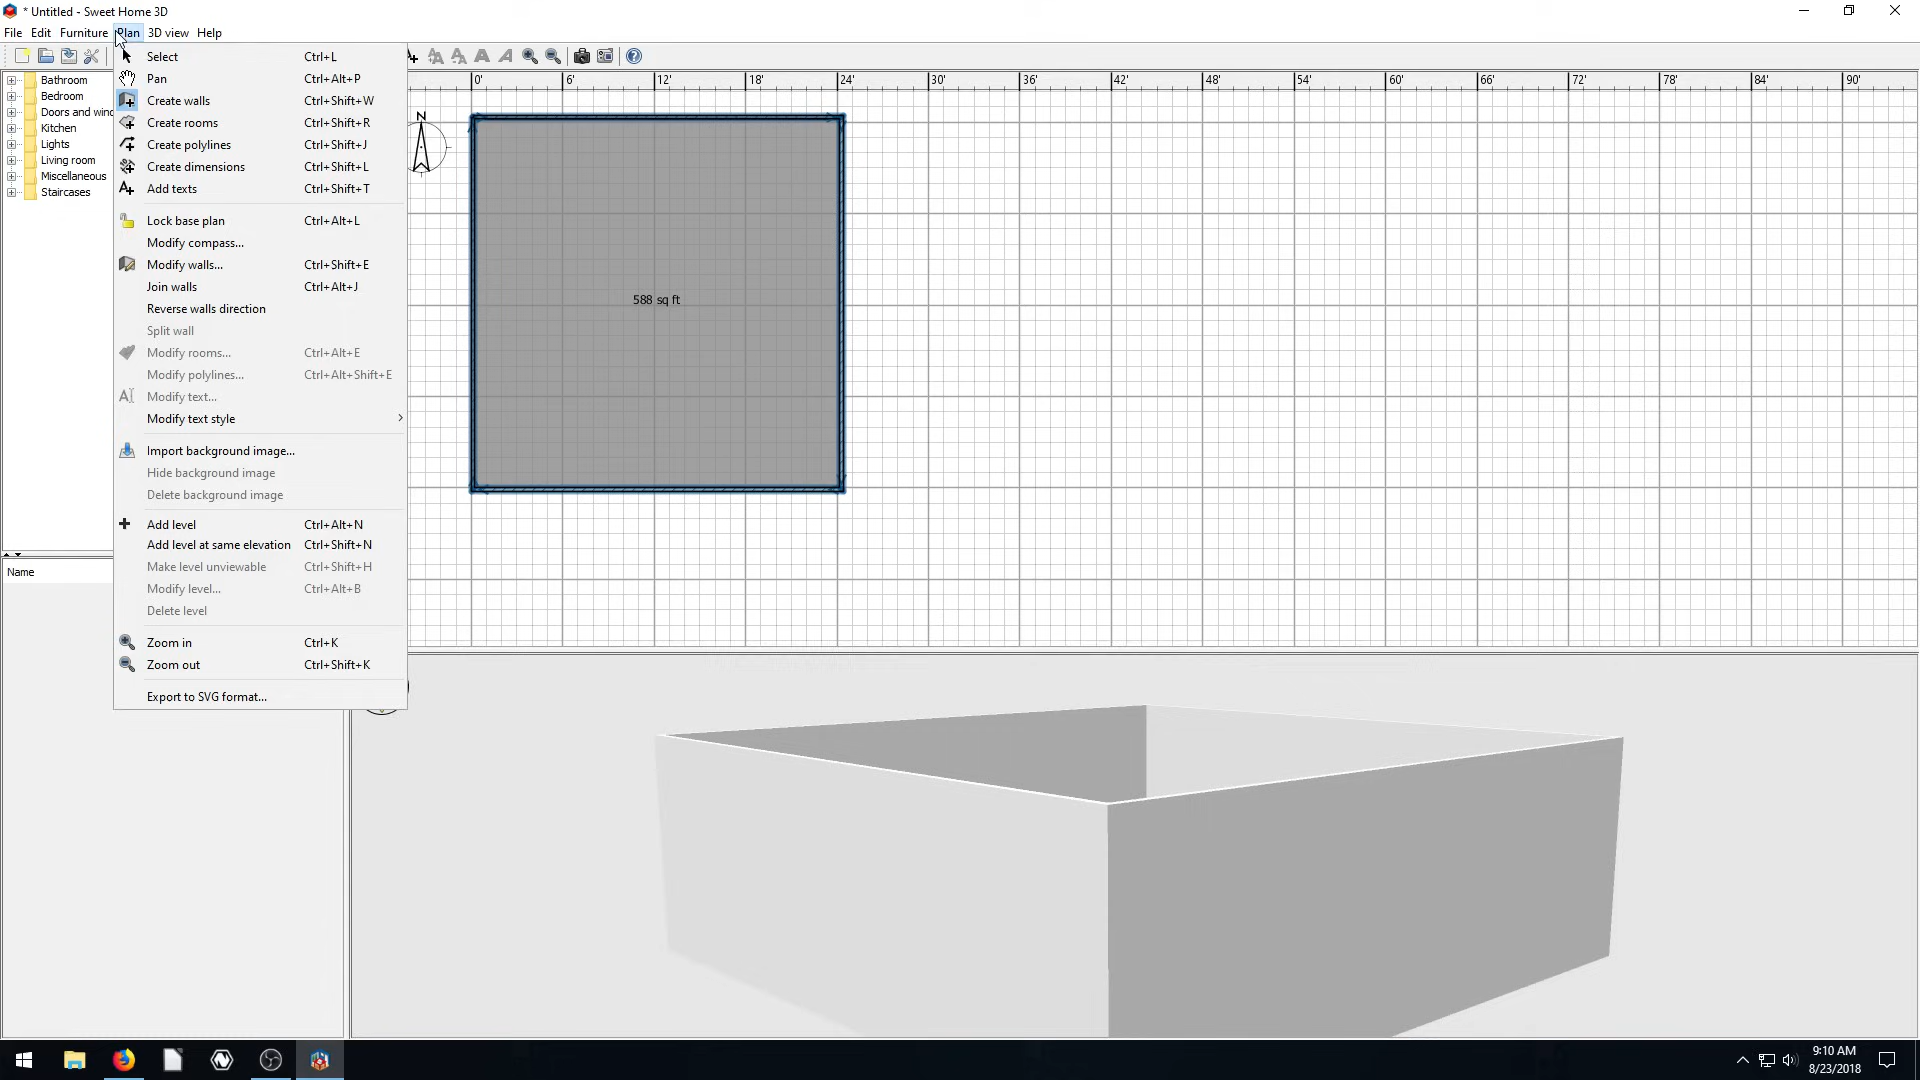 * Untitled - Sweet Home 3D
File Edit Furniture Plan 3D view Help
Select Ctrl+L
Pan Ctrl+Alt+P
Create walls Ctrl+Shift+W
Create rooms Ctrl+Shift+R
Create polylines Ctrl+Shift+J
Create dimensions Ctrl+Shift+L
Add texts Ctrl+Shift+T
Lock base plan Ctrl+Alt+L
Modify compass...
Modify walls... Ctrl+Shift+E
Join walls Ctrl+Alt+J
Reverse walls direction
Split wall
Modify rooms... Ctrl+Alt+E
Modify polylines... Ctrl+Alt+Shift+E
Modify text...
Modify text style
Import background image...
Hide background image
Delete background image
Add level Ctrl+Alt+N
Add level at same elevation Ctrl+Shift+N
Make level unviewable Ctrl+Shift+H
Modify level... Ctrl+Alt+B
Delete level
Zoom in Ctrl+K
Zoom out Ctrl+Shift+K
Export to SVG format...
Bathroom
Bedroom
Doors and wind
Kitchen
Lights
Living room
Miscellaneous
Staircases
Name
0' 6' 12' 18' 24' 30' 36' 42' 48' 54' 60' 66' 72' 78' 84' 90'
N
588 sq ft
9:10 AM
8/23/2018